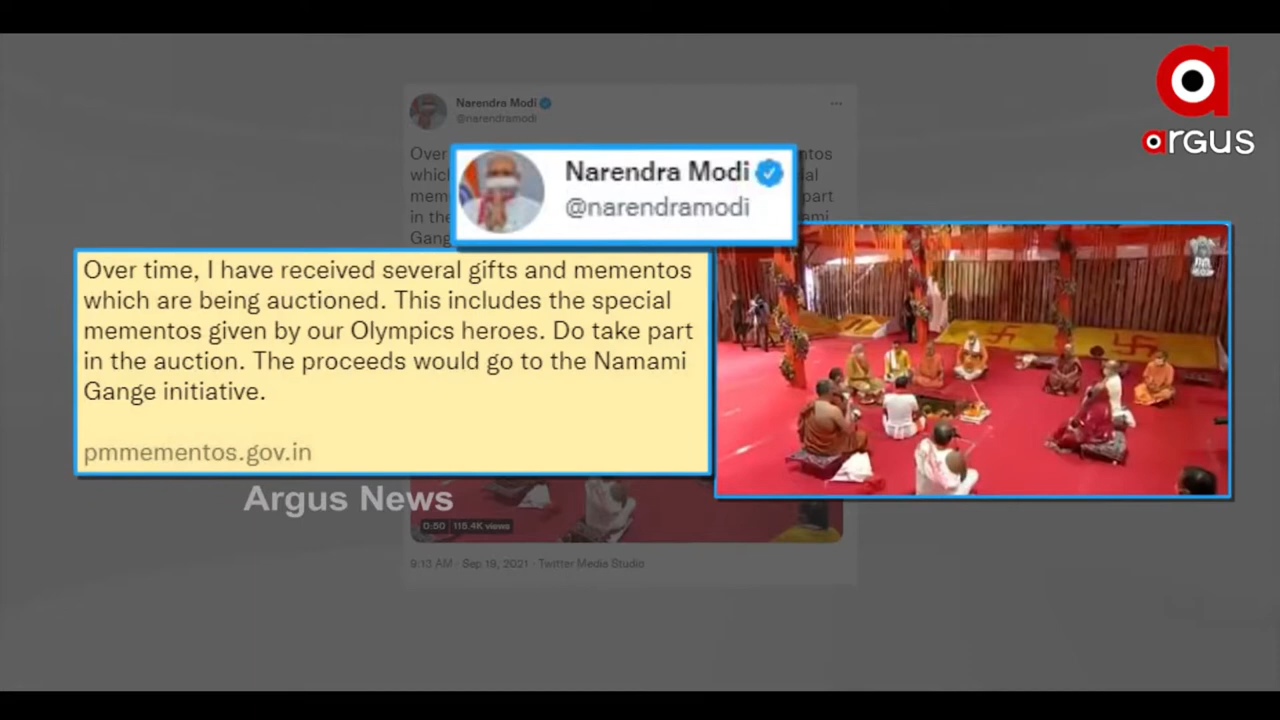 argus
Narendra Modi
@narendramodi
Narendra Modi
@narendramodi
Over time, I have received several gifts and mementos
which are being auctioned. This includes the special
mementos given by our Olympics heroes. Do take part
in the auction. The proceeds would go to the Namami
Gange initiative.
pmmementos.gov.in
Argus News
0:50 115.4K views
9:13 AM · Sep 19, 2021 · Twitter Media Studio